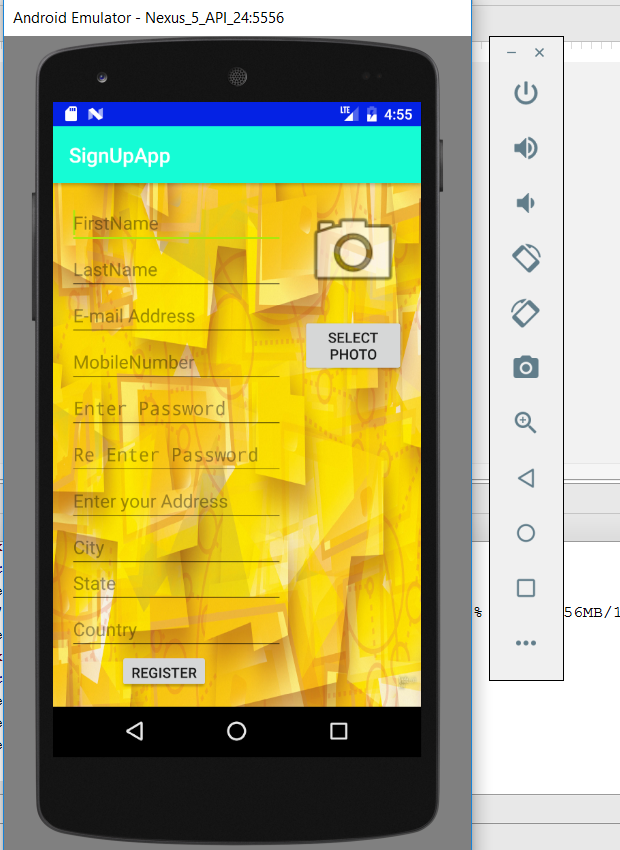 Android Emulator - Nexus_5_API_24:5556
LTE 4:55
SignUpApp
FirstName
LastName
E-mail Address
SELECT
PHOTO
MobileNumber
Enter Password
Re Enter Password
Enter your Address
City
State
Country
REGISTER
% 56MB/1